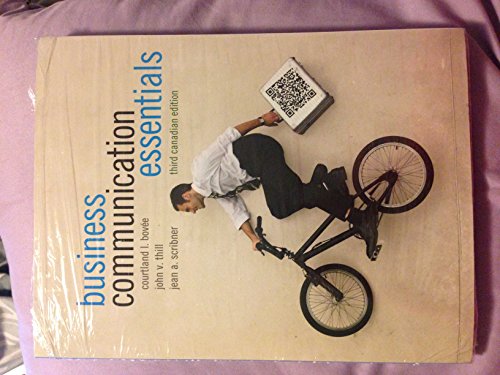 business
communication
essentials
courtland l. bovée
john v. thill
jean a. scribner
third canadian edition